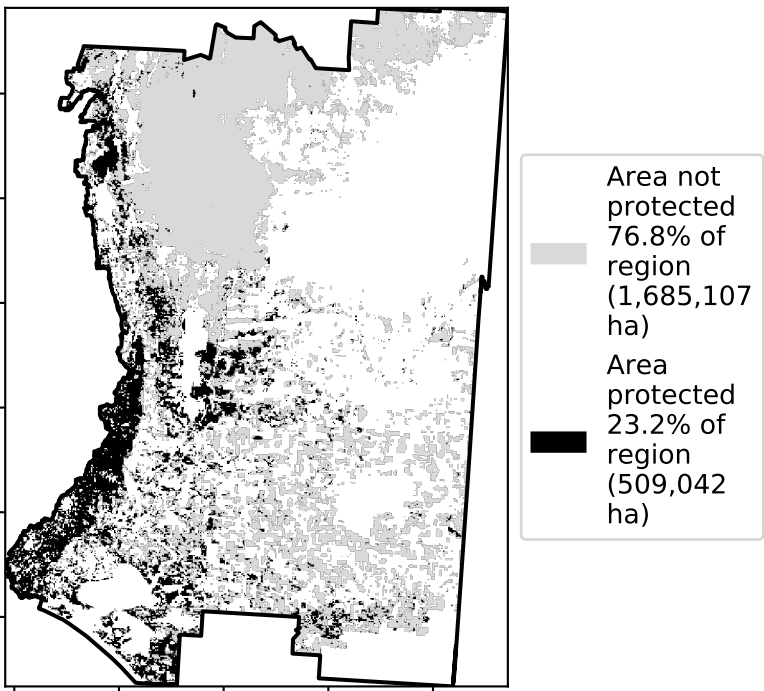 Area not
protected
76.8% of
region
(1,685,107
ha)
Area
protected
23.2% of
region
(509,042
ha)